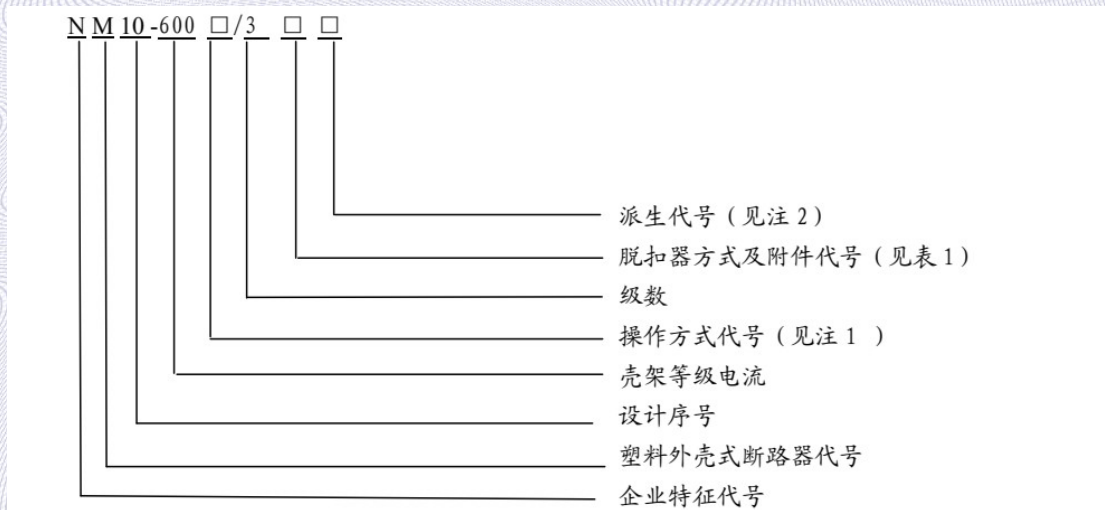 NM10-600□/3 □ □
派生代号(见注2)
脱扣器方式及附件代号(见表1)
级数
操作方式代号(见注1 )
壳架等级电流
设计序号
塑料外壳式断路器代号
企业特征代号